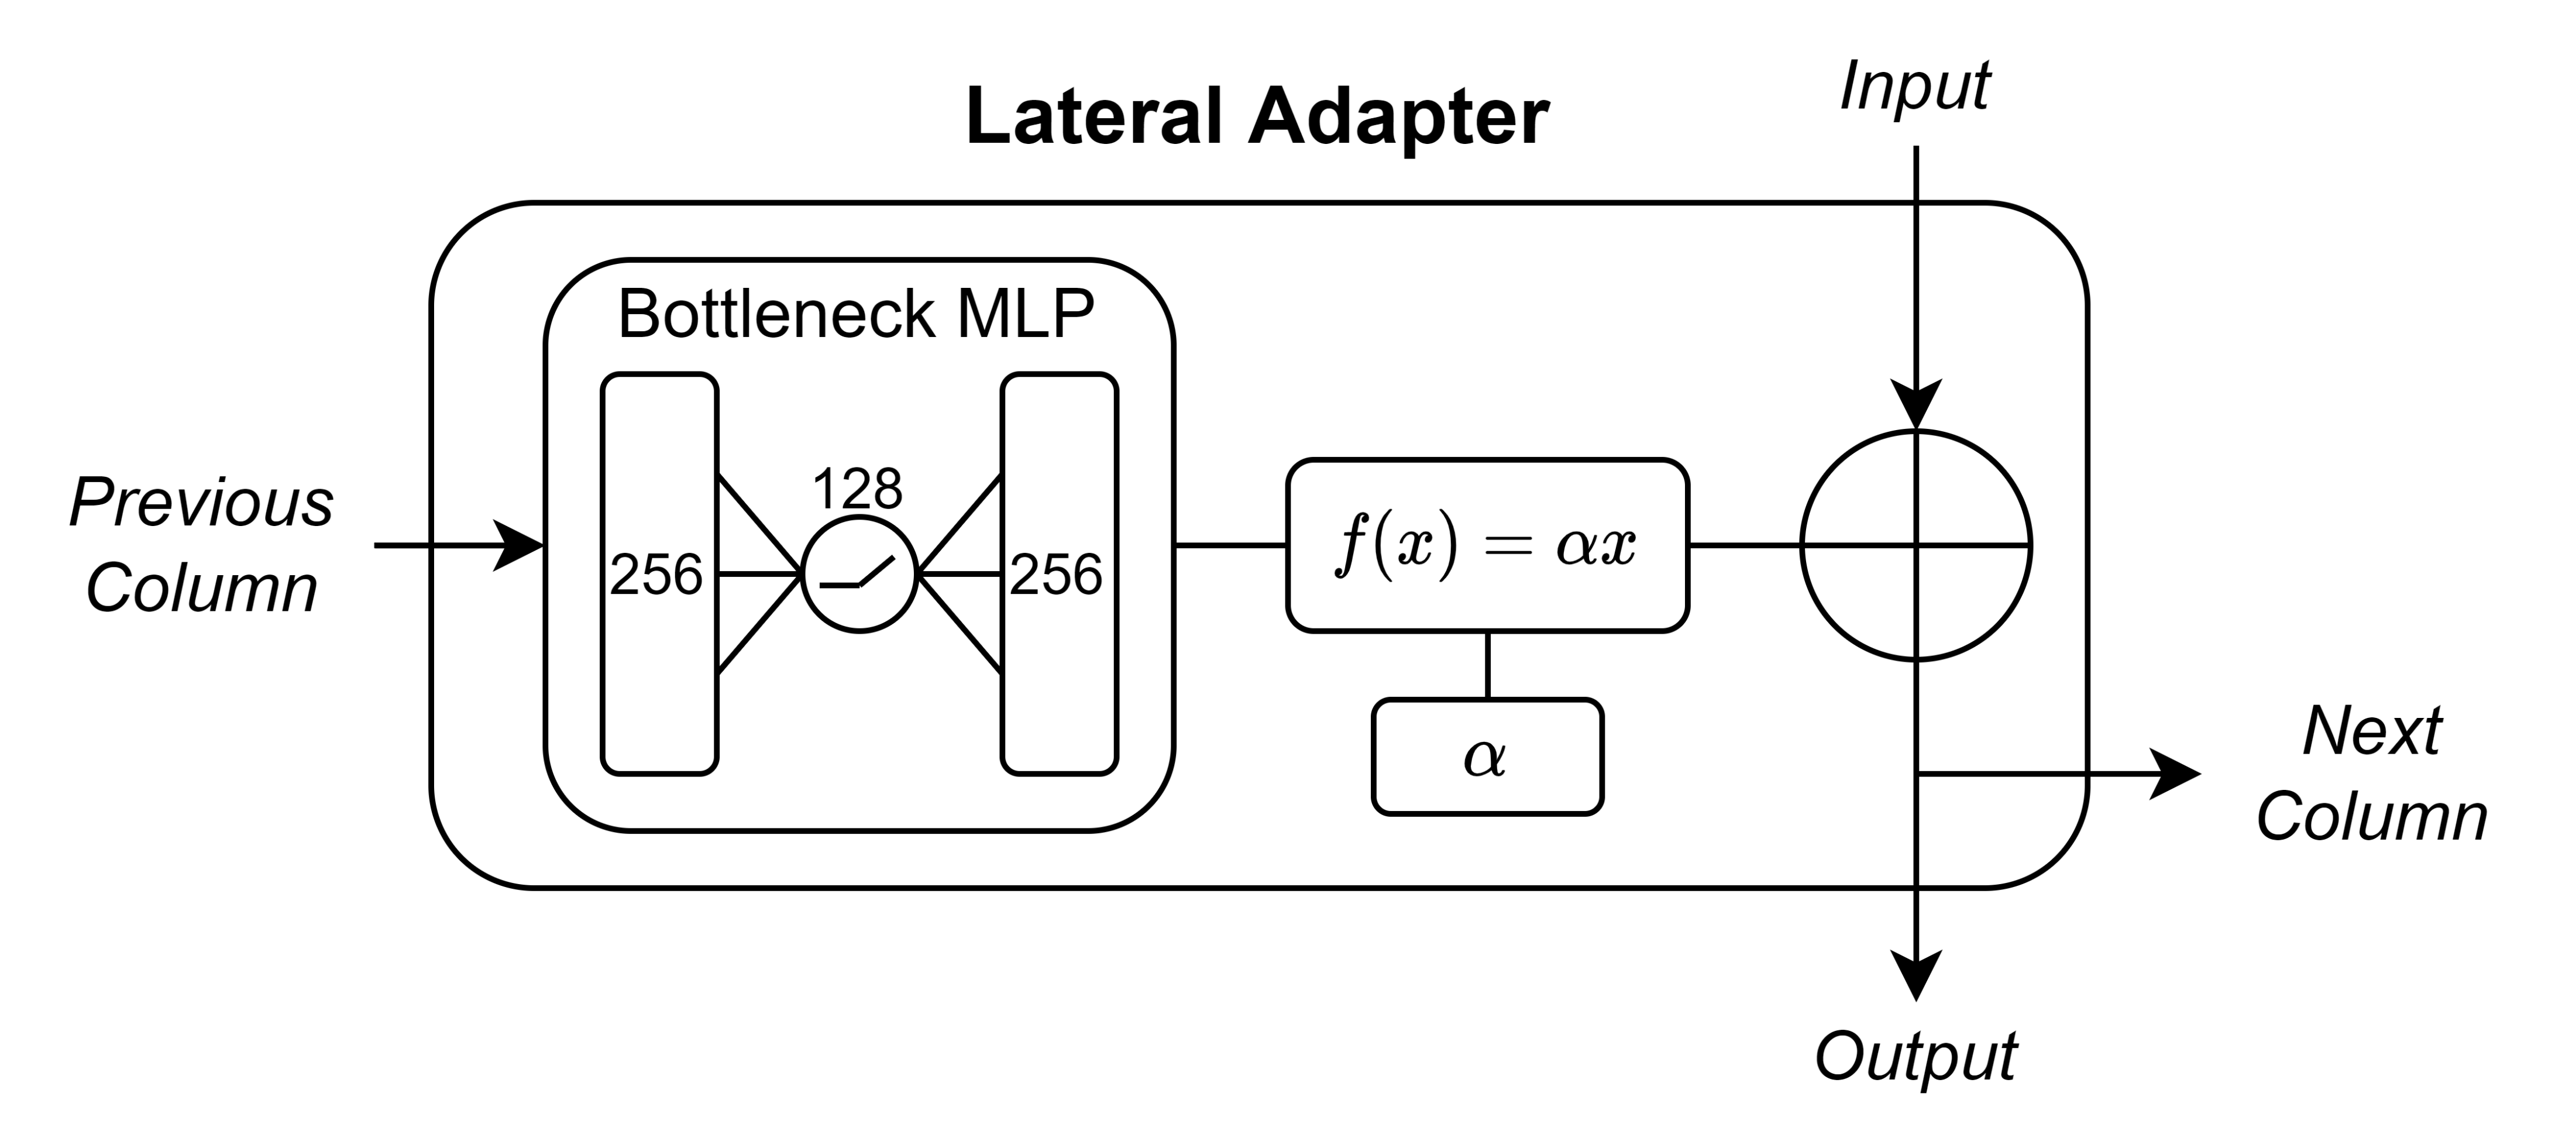 Input
Lateral Adapter
Bottleneck MLP
128
256
256
Previous
Column
f(x) = αx
α
Next
Column
Output